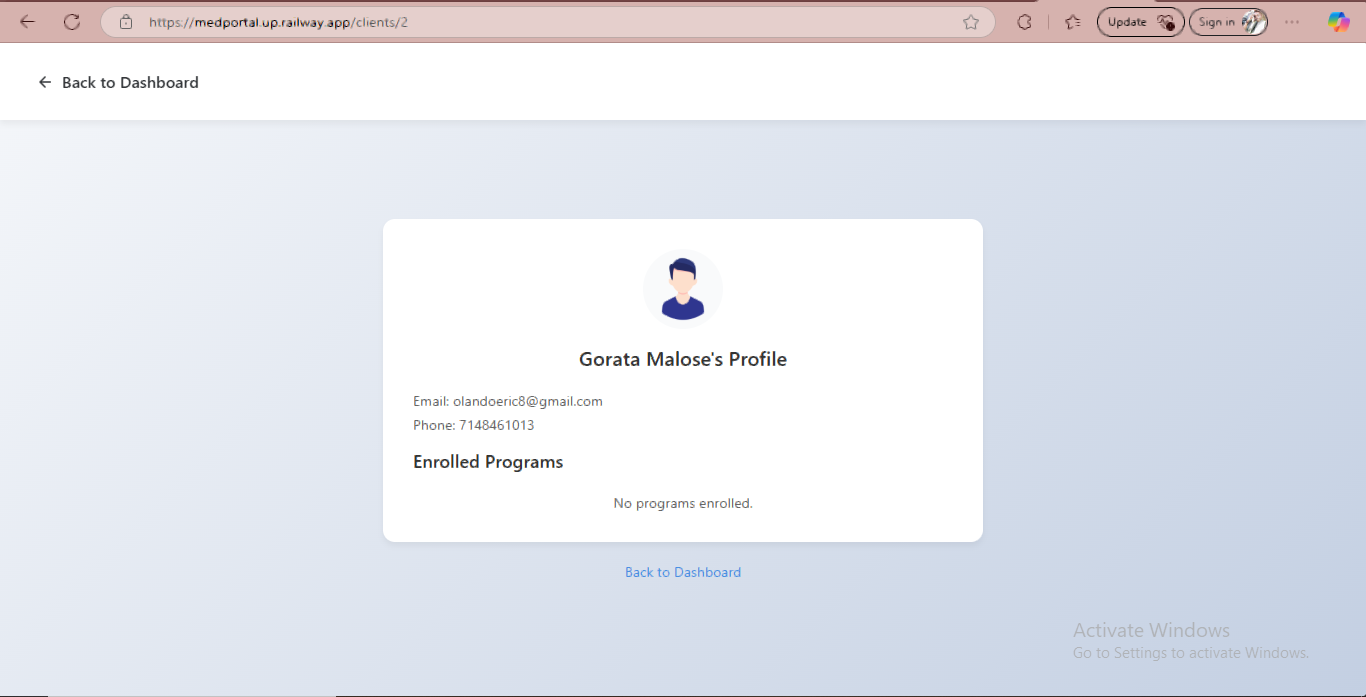 https://medportal.up.railway.app/clients/2
Update
Sign in
Back to Dashboard
Gorata Malose's Profile
Email: olandoeric8@gmail.com
Phone: 7148461013
Enrolled Programs
No programs enrolled.
Back to Dashboard
Activate Windows
Go to Settings to activate Windows.